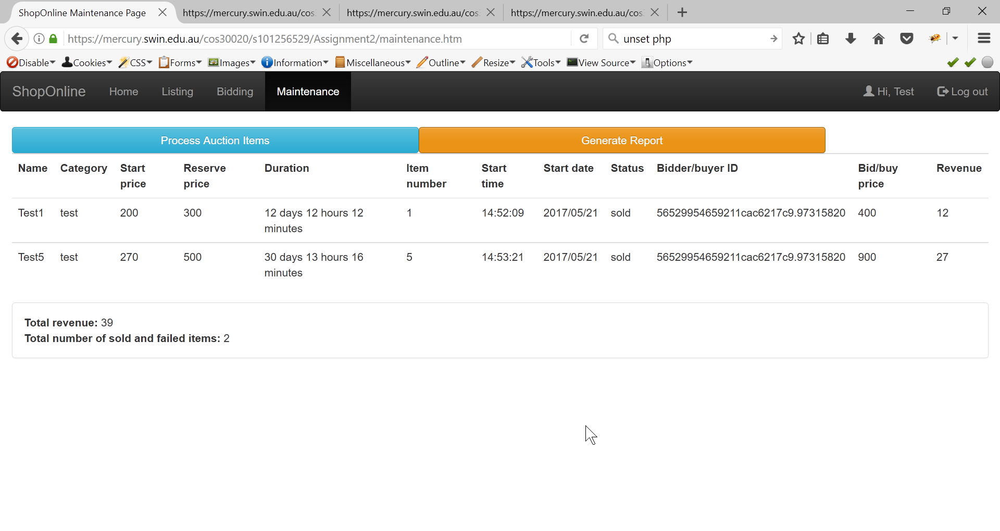 ShopOnline Maintenance Page
https://mercury.swin.edu.au/cos
https://mercury.swin.edu.au/cos
https://mercury.swin.edu.au/cos
https://mercury.swin.edu.au/cos30020/s101256529/Assignment2/maintenance.htm
unset php
Disable Cookies CSS Forms Images Information Miscellaneous Outline Resize Tools View Source Options
ShopOnline Home Listing Bidding Maintenance Hi, Test Log out
Process Auction Items Generate Report
Name Category Start price Reserve price Duration Item number Start time Start date Status Bidder/buyer ID Bid/buy price Revenue
Test1 test 200 300 12 days 12 hours 12 minutes 1 14:52:09 2017/05/21 sold 56529954659211cac6217c9.97315820 400 12
Test5 test 270 500 30 days 13 hours 16 minutes 5 14:53:21 2017/05/21 sold 56529954659211cac6217c9.97315820 900 27
Total revenue: 39
Total number of sold and failed items: 2